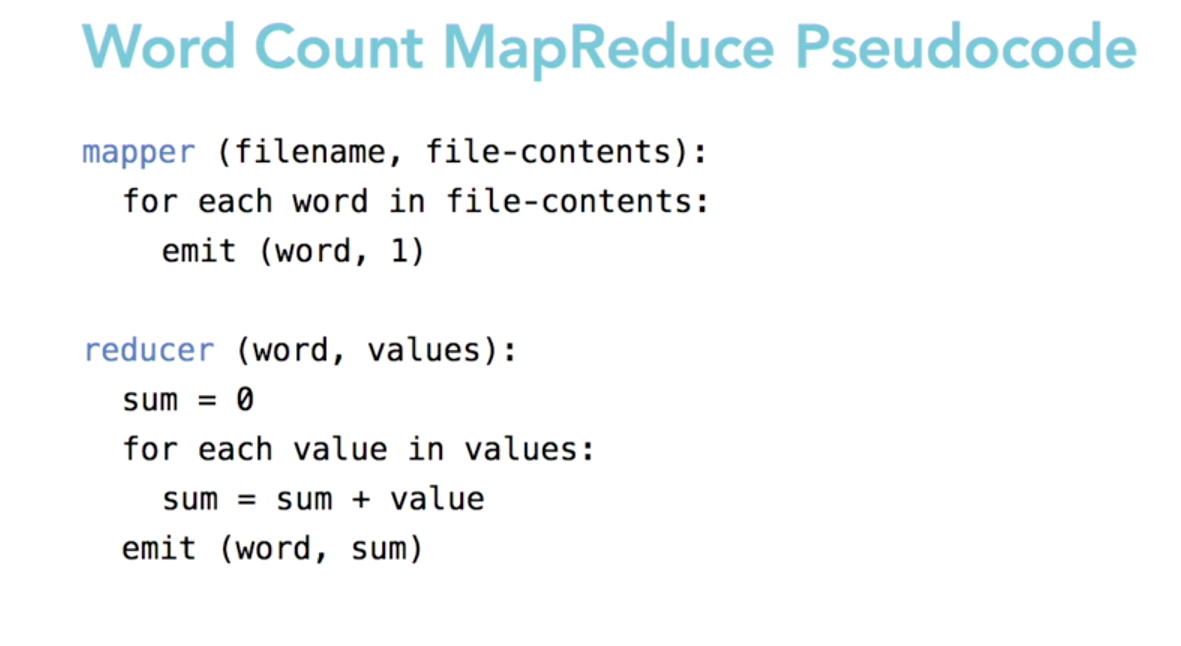 Word Count MapReduce Pseudocode
mapper (filename, file-contents):
for each word in file-contents:
emit (word, 1)
reducer (word, values):
sum = 0
for each value in values:
sum = sum + value
emit (word, sum)